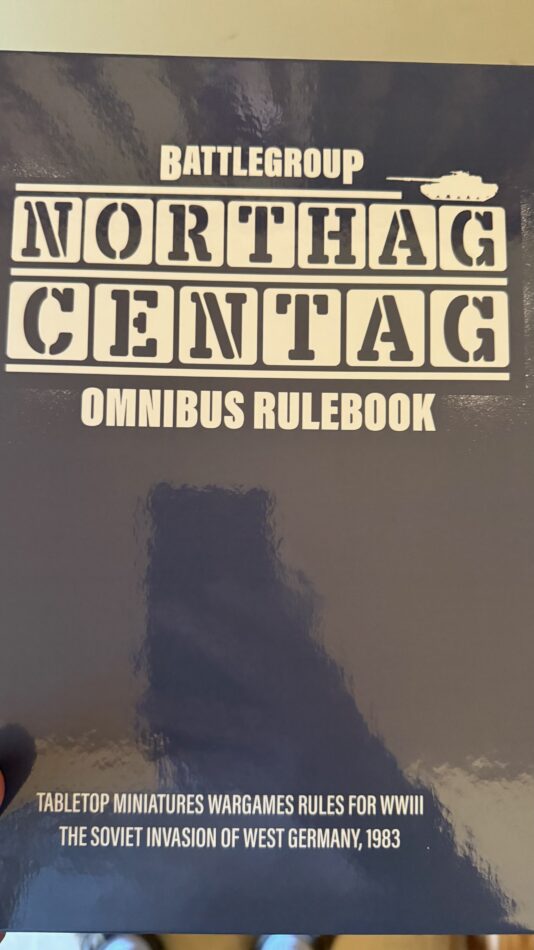 BATTLEGROUP
NORTHAG
CENTAG
OMNIBUS RULEBOOK
TABLETOP MINIATURES WARGAMES RULES FOR WWIII
THE SOVIET INVASION OF WEST GERMANY, 1983